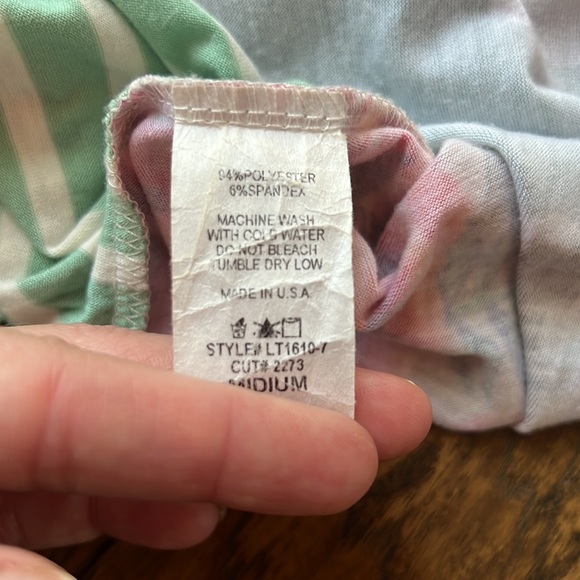 94%POLYESTER
6%SPANDEX
MACHINE WASH
WITH COLD WATER
DO NOT BLEACH
TUMBLE DRY LOW
MADE IN U.S.A.
STYLE# LT1610-7
CUT# 2273
MIDIUM